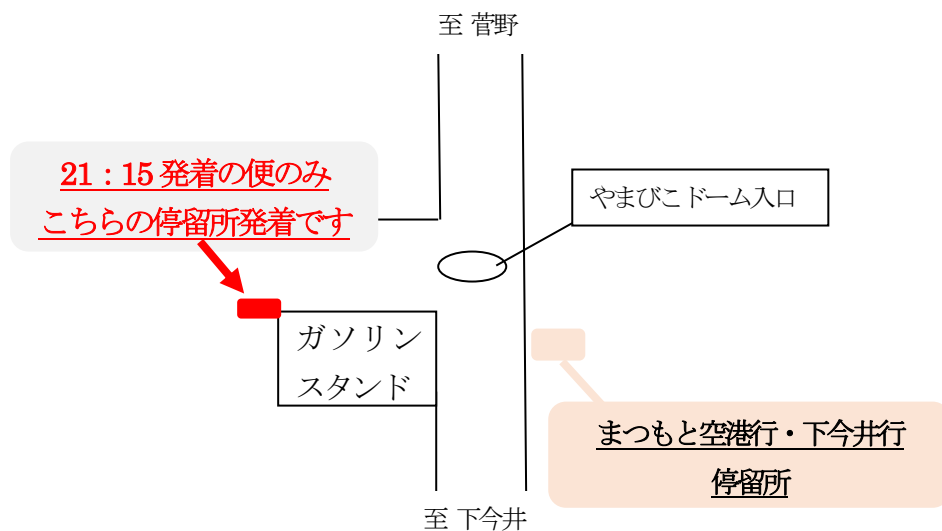 至 菅野
21：15 発着の便のみ
こちらの停留所発着です
やまびこドーム入口
ガソリン
スタンド
まつもと空港行・下今井行
停留所
至 下今井